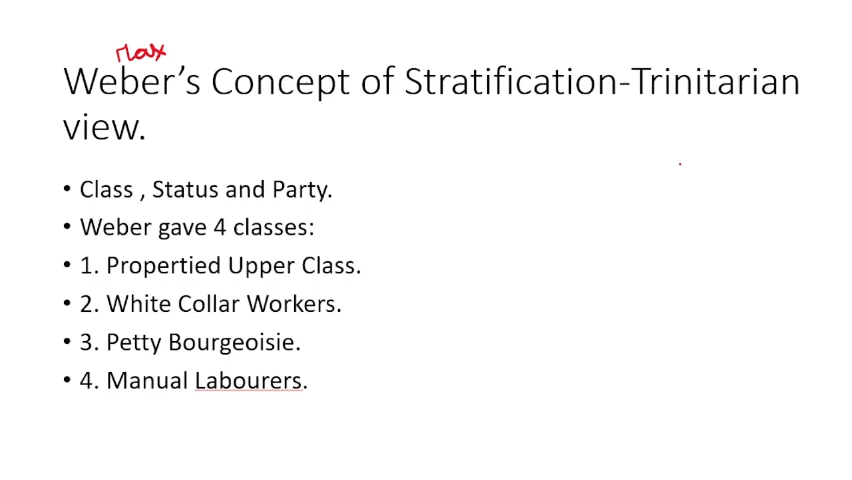 Max
Weber's Concept of Stratification-Trinitarian
view.
• Class , Status and Party.
• Weber gave 4 classes:
• 1. Propertied Upper Class.
• 2. White Collar Workers.
• 3. Petty Bourgeoisie.
• 4. Manual Labourers.